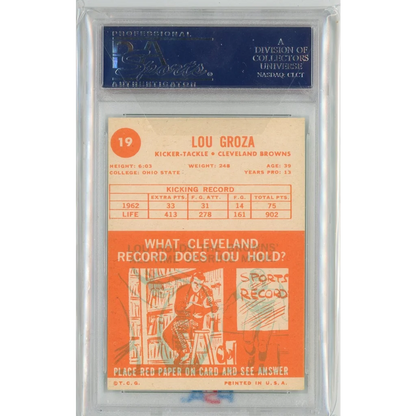 PROFESSIONAL
PSA
Sports
AUTHENTICATOR
A
DIVISION OF
COLLECTORS
UNIVERSE
NASDAQ: CLCT
19
LOU GROZA
KICKER-TACKLE • CLEVELAND BROWNS
HEIGHT: 6:03 WEIGHT: 248 AGE: 39
COLLEGE: OHIO STATE YEARS PRO: 13
KICKING RECORD
EXTRA PTS. F.G. ATT. F.G. TOTAL PTS.
1962 33 31 14 75
LIFE 413 278 161 902
WHAT CLEVELAND
RECORD DOES LOU HOLD?
SPORTS
RECORD
PLACE RED PAPER ON CARD AND SEE ANSWER
©T.C.G. PRINTED IN U.S.A.